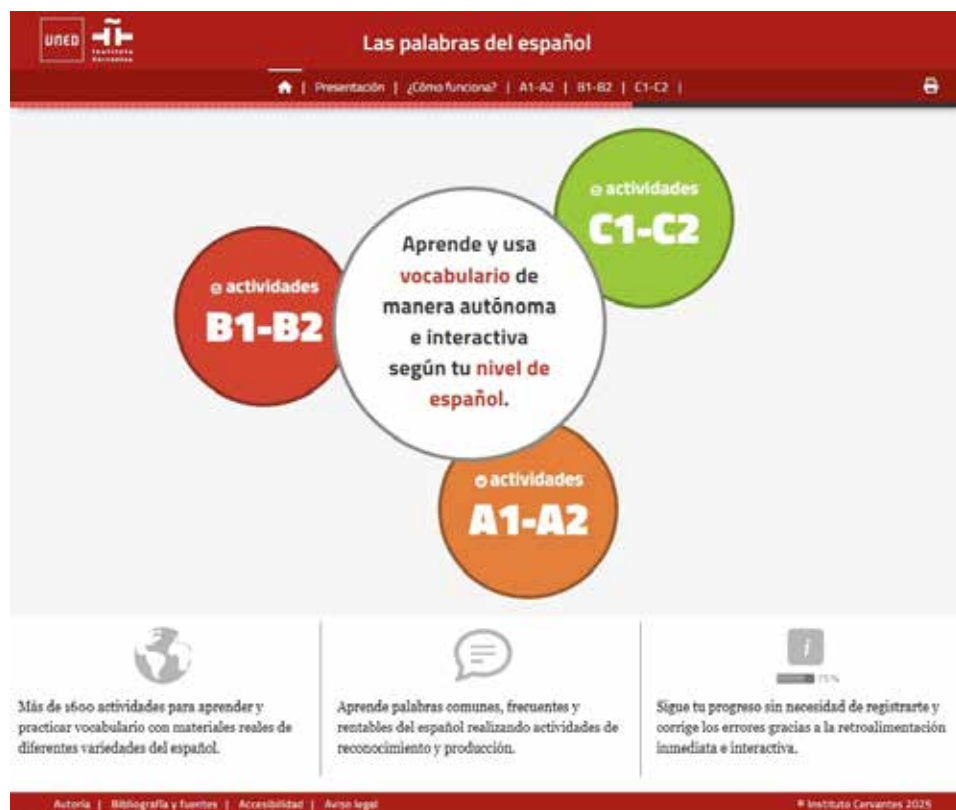 UNED
Instituto
Cervantes
Las palabras del español
| Presentación | ¿Cómo funciona? | A1-A2 | B1-B2 | C1-C2 |
actividades
C1-C2
actividades
B1-B2
Aprende y usa
vocabulario de
manera autónoma
e interactiva
según tu nivel de
español.
actividades
A1-A2
Más de 1600 actividades para aprender y
practicar vocabulario con materiales reales de
diferentes variedades del español.
Aprende palabras comunes, frecuentes y
rentables del español realizando actividades de
reconocimiento y producción.
i
75%
Sigue tu progreso sin necesidad de registrarte y
corrige los errores gracias a la retroalimentación
inmediata e interactiva.
Autoría | Bibliografía y fuentes | Accesibilidad | Aviso legal
© Instituto Cervantes 2025